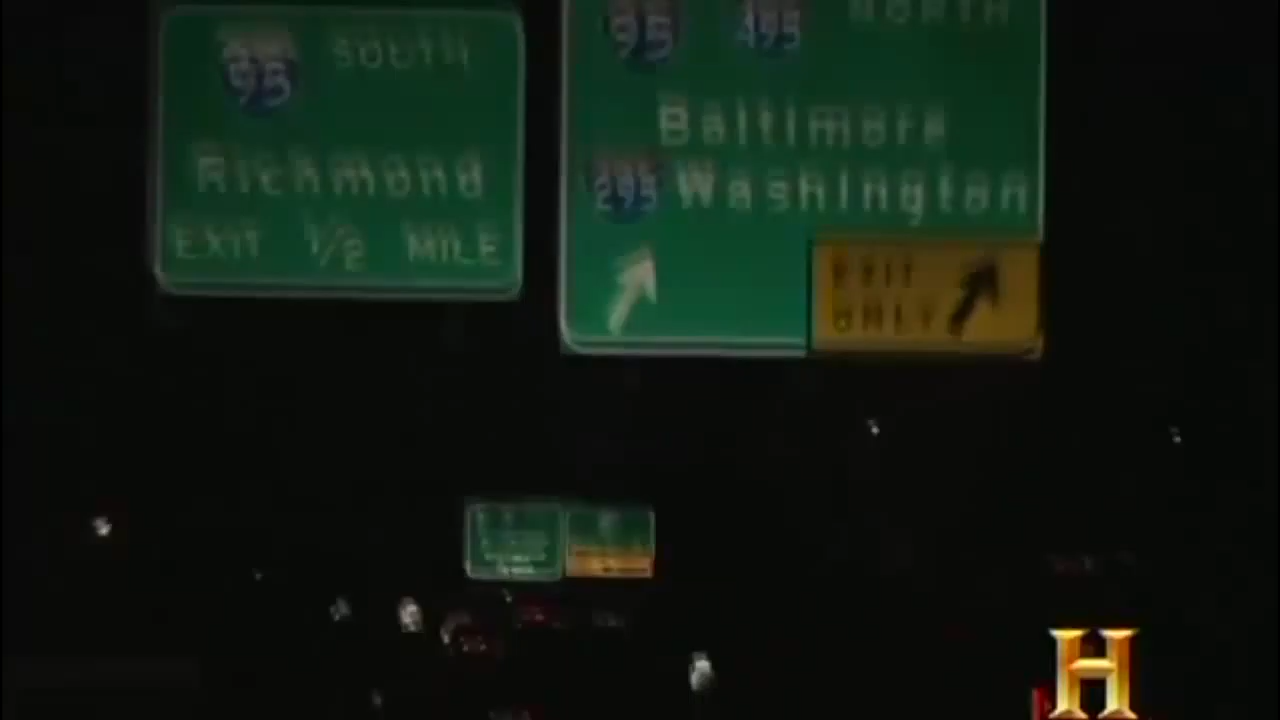 95 SOUTH
Richmond
EXIT 1/2 MILE
95 495 NORTH
Baltimore
295 Washington
EXIT
ONLY
H